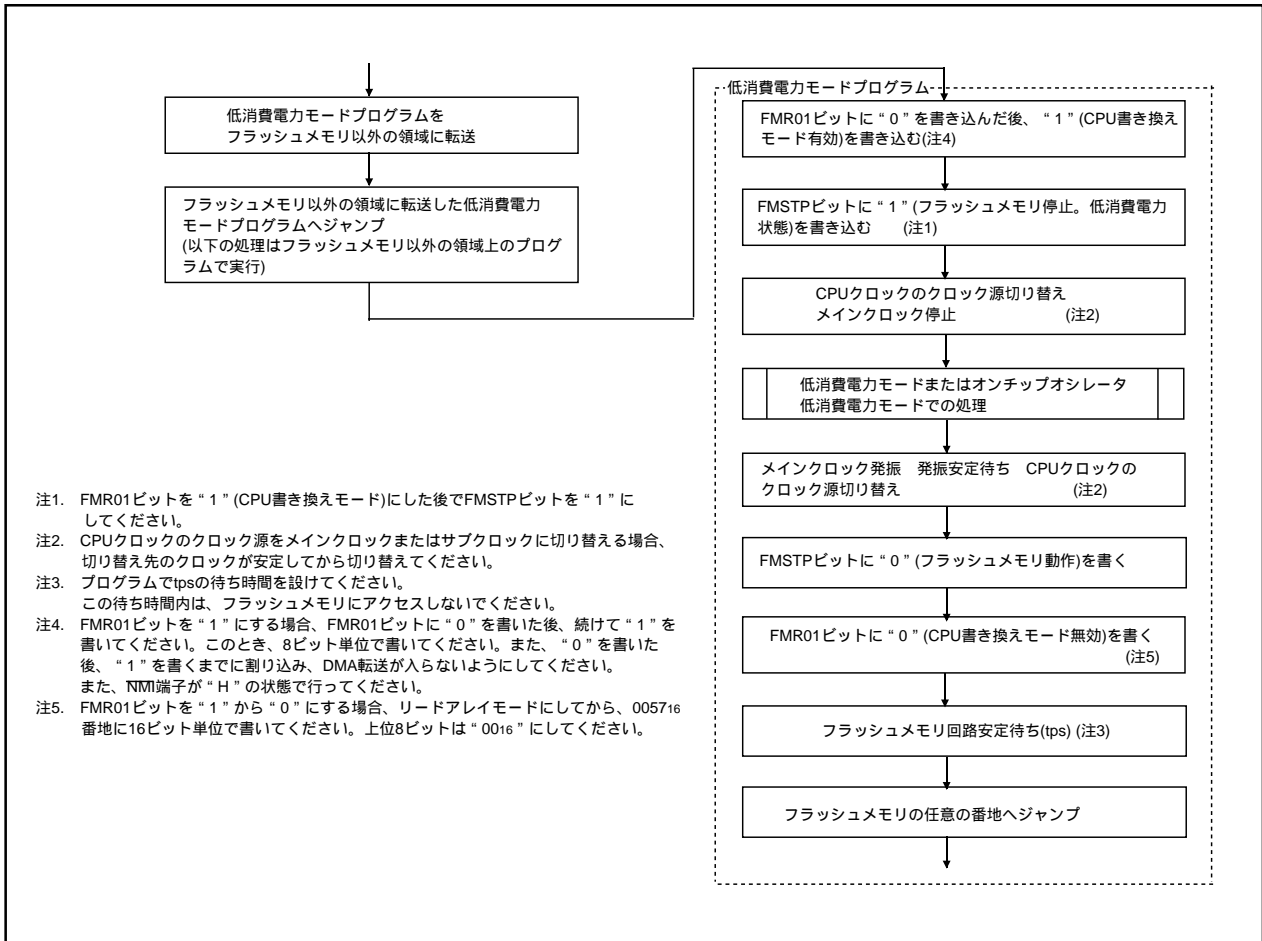 低消費電力モードプログラムを
フラッシュメモリ以外の領域に転送
フラッシュメモリ以外の領域に転送した低消費電力
モードプログラムへジャンプ
(以下の処理はフラッシュメモリ以外の領域上のプログ
ラムで実行)
低消費電力モードプログラム
FMR01ビットに“0”を書き込んだ後、“1”(CPU書き換え
モード有効)を書き込む(注4)
FMSTPビットに“1”(フラッシュメモリ停止。低消費電力
状態)を書き込む (注1)
CPUクロックのクロック源切り替え
メインクロック停止 (注2)
低消費電力モードまたはオンチップオシレータ
低消費電力モードでの処理
メインクロック発振 発振安定待ち CPUクロックの
クロック源切り替え (注2)
FMSTPビットに“0”(フラッシュメモリ動作)を書く
FMR01ビットに“0”(CPU書き換えモード無効)を書く
(注5)
フラッシュメモリ回路安定待ち(tps) (注3)
フラッシュメモリの任意の番地へジャンプ
注1. FMR01ビットを“1”(CPU書き換えモード)にした後でFMSTPビットを“1”に
してください。
注2. CPUクロックのクロック源をメインクロックまたはサブクロックに切り替える場合、
切り替え先のクロックが安定してから切り替えてください。
注3. プログラムでtpsの待ち時間を設けてください。
この待ち時間内は、フラッシュメモリにアクセスしないでください。
注4. FMR01ビットを“1”にする場合、FMR01ビットに“0”を書いた後、続けて“1”を
書いてください。このとき、8ビット単位で書いてください。また、“0”を書いた
後、“1”を書くまでに割り込み、DMA転送が入らないようにしてください。
また、NMI端子が“H”の状態で行ってください。
注5. FMR01ビットを“1”から“0”にする場合、リードアレイモードにしてから、005716
番地に16ビット単位で書いてください。上位8ビットは“0016”にしてください。